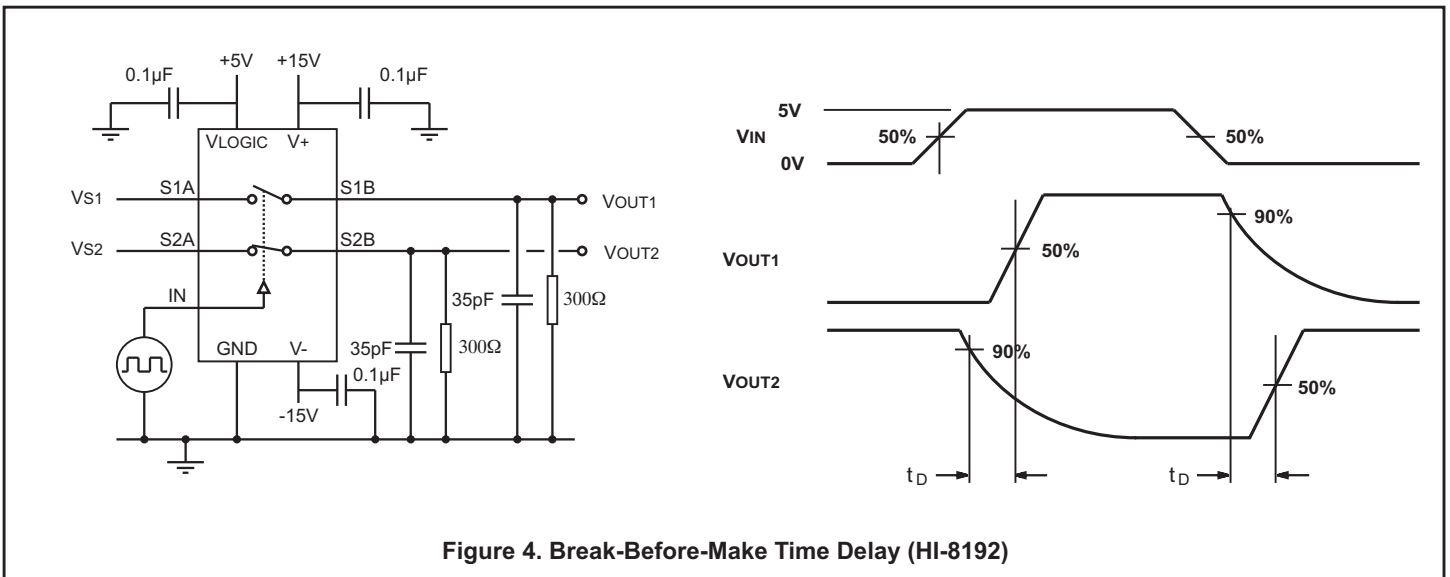 +5V
+15V
0.1µF
0.1µF
VLOGIC
V+
VS1
S1A
S1B
VOUT1
VS2
S2A
S2B
VOUT2
IN
35pF
300Ω
GND
V-
35pF
300Ω
0.1µF
-15V
5V
VIN
50%
50%
0V
90%
VOUT1
50%
90%
VOUT2
50%
tD
tD
Figure 4. Break-Before-Make Time Delay (HI-8192)